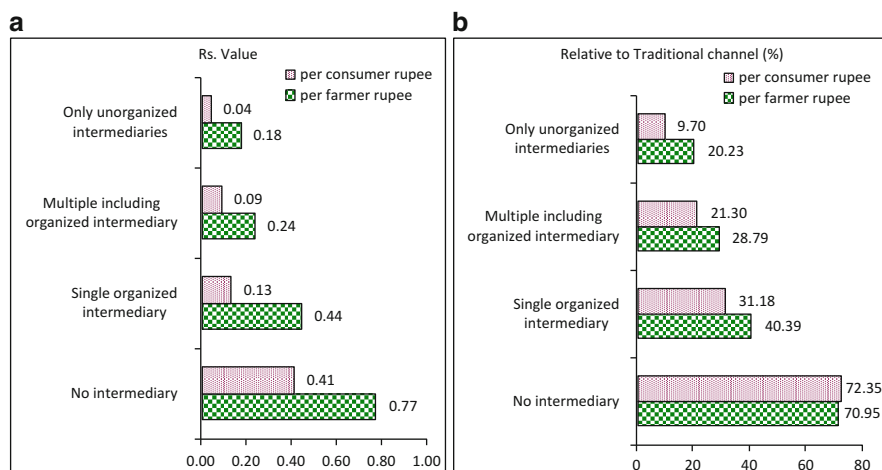 a
Rs. Value
per consumer rupee
per farmer rupee
Only unorganized
intermediaries
0.04
0.18
Multiple including
organized intermediary
0.09
0.24
Single organized
intermediary
0.13
0.44
No intermediary
0.41
0.77
0.00 0.20 0.40 0.60 0.80 1.00
b
Relative to Traditional channel (%)
per consumer rupee
per farmer rupee
Only unorganized
intermediaries
9.70
20.23
Multiple including
organized intermediary
21.30
28.79
Single organized
intermediary
31.18
40.39
No intermediary
72.35
70.95
0 20 40 60 80